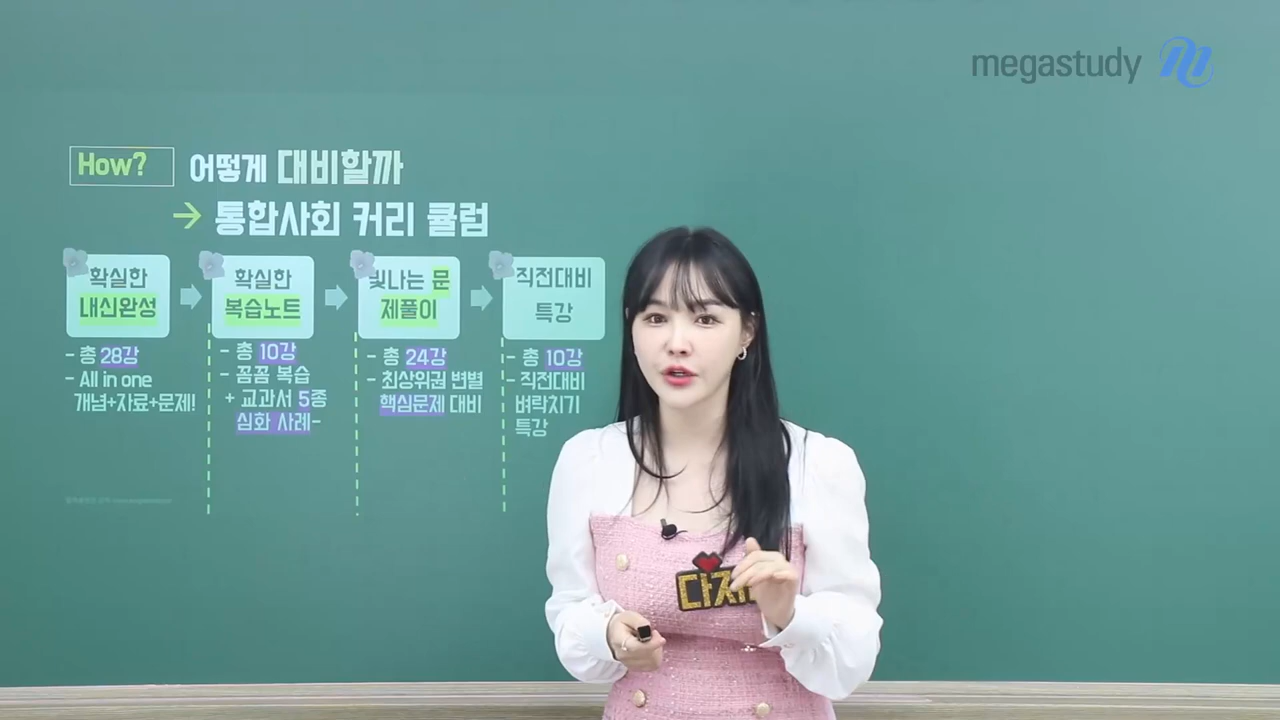 megastudy
How? 어떻게 대비할까
→ 통합사회 커리 큘럼
확실한
내신완성
- 총 28강
- All in one
개념+자료+문제!
확실한
복습노트
- 총 10강
- 꼼꼼 복습
+ 교과서 5종
심화 사례-
빛나는 문
제풀이
- 총 24강
- 최상위권 변별
핵심문제 대비
직전대비
특강
- 총 10강
- 직전대비
벼락치기
특강